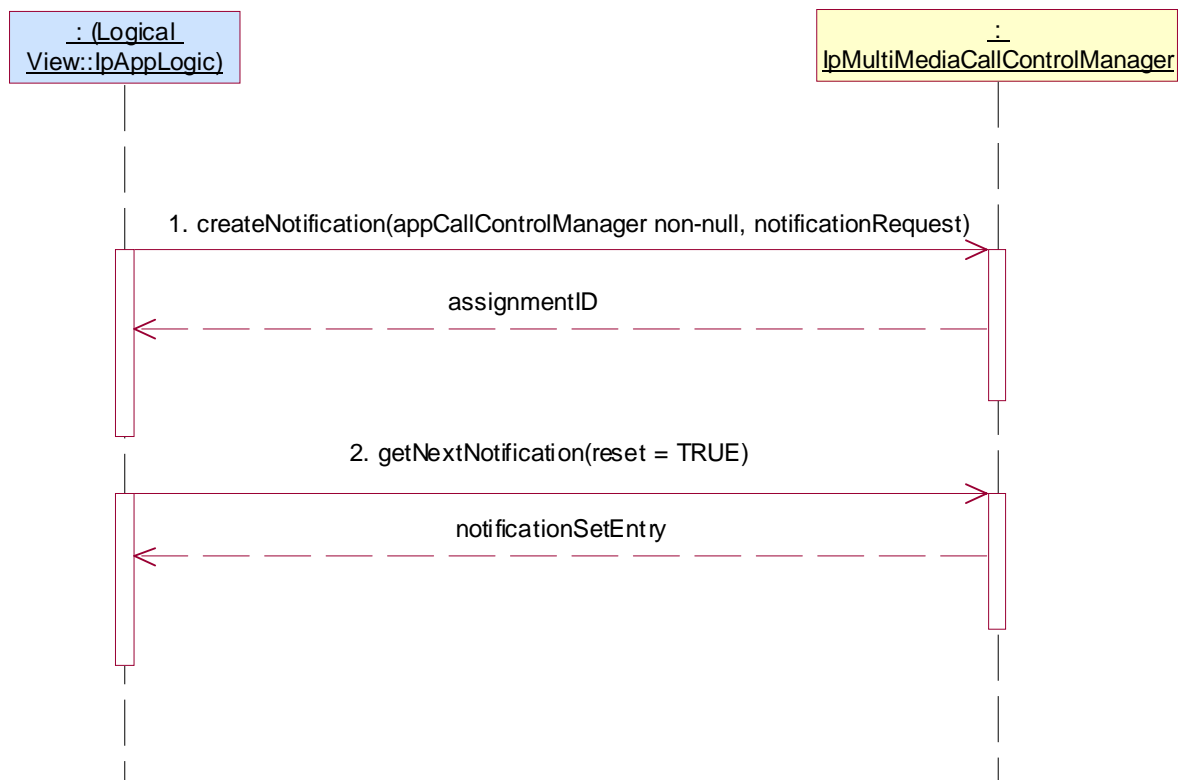 : (Logical
View::IpAppLogic)
:
IpMultiMediaCallControlManager
1. createNotification(appCallControlManager non-null, notificationRequest)
assignmentID
2. getNextNotification(reset = TRUE)
notificationSetEntry